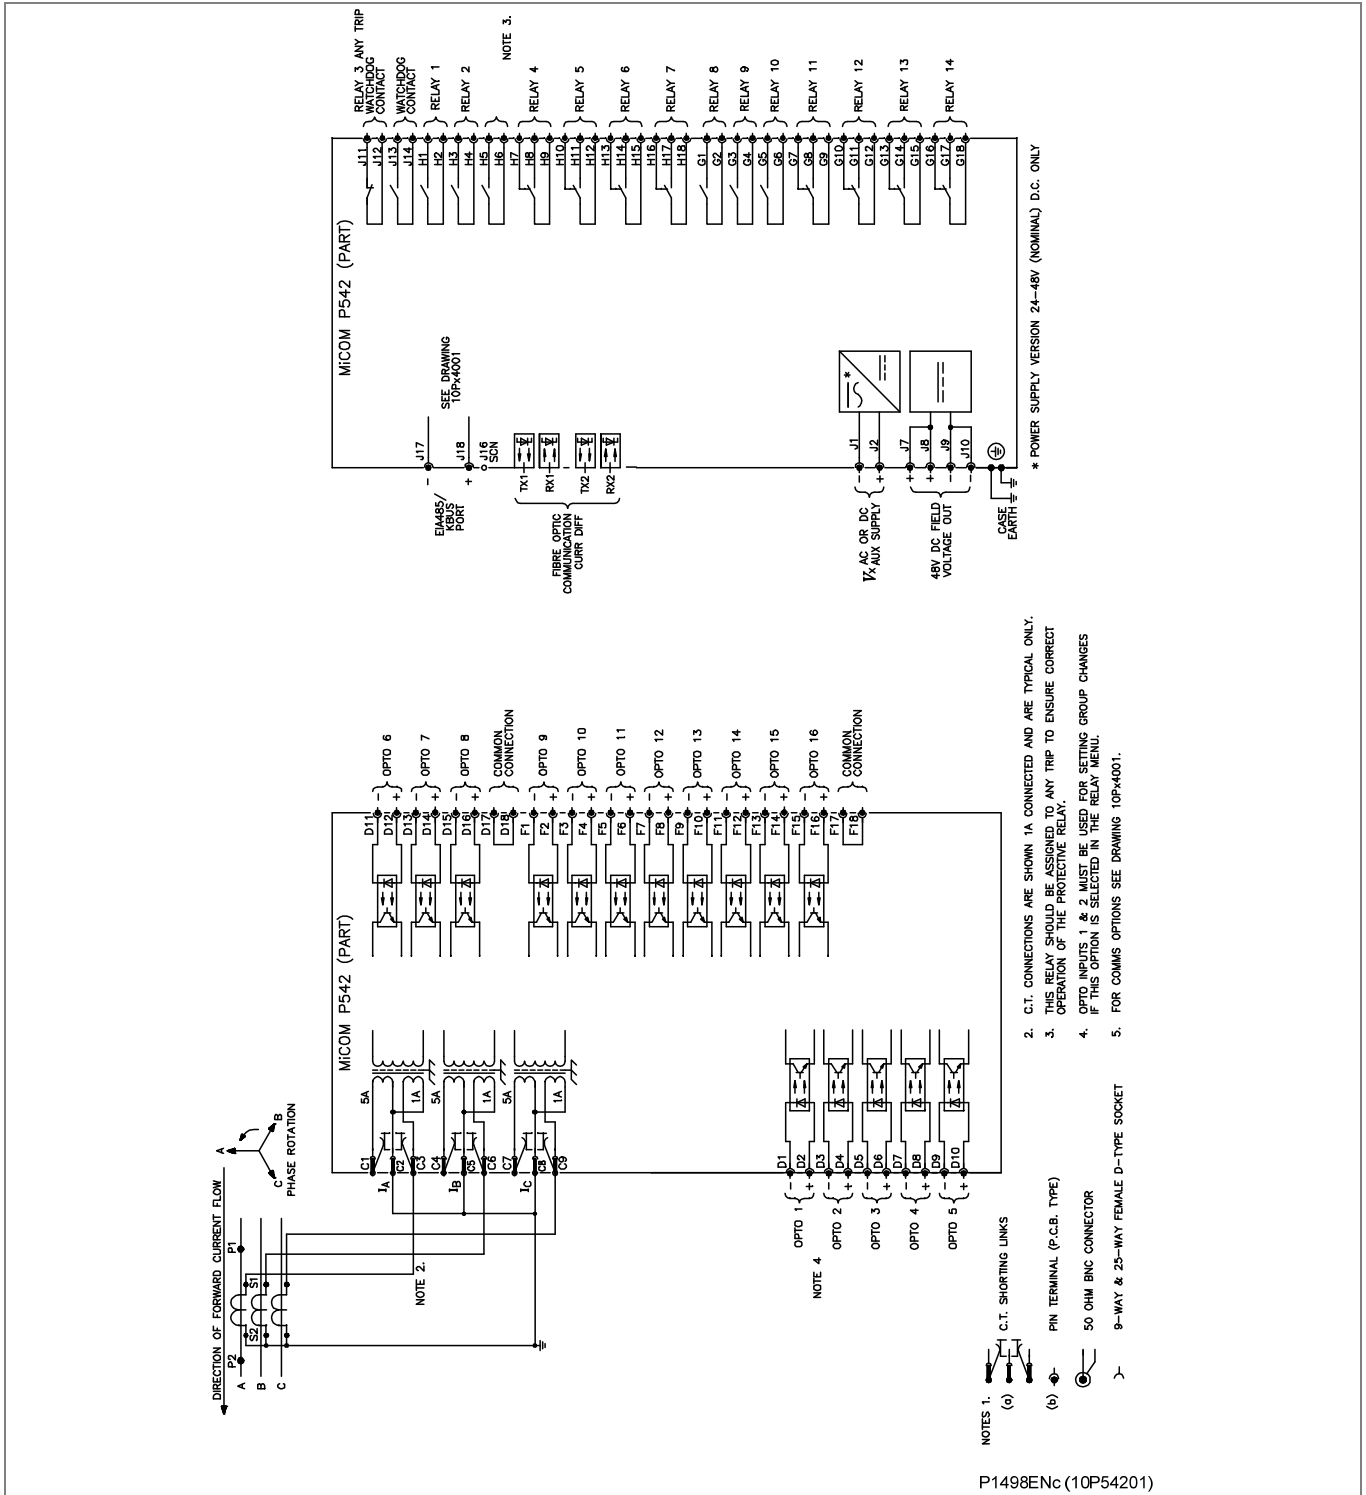 RELAY 3 ANY TRIP
WATCHDOG
CONTACT
WATCHDOG
CONTACT
RELAY 1
RELAY 2
NOTE 3.
RELAY 4
RELAY 5
RELAY 6
RELAY 7
RELAY 8
RELAY 9
RELAY 10
RELAY 11
RELAY 12
RELAY 13
RELAY 14
J11
J12
J13
J14
H1
H2
H3
H4
H5
H6
H7
H8
H9
H10
H11
H12
H13
H14
H15
H16
H17
H18
G1
G2
G3
G4
G5
G6
G7
G8
G9
G10
G11
G12
G13
G14
G15
G16
G17
G18
MiCOM P542 (PART)
SEE DRAWING
10Px4001
J17
J18
J16
SCN
-
+
EIA485/
KBUS
PORT
TX1
RX1
TX2
RX2
FIBRE OPTIC
COMMUNICATION
CURR DIFF
*
J1
J2
J7
J8
J9
J10
-
+
+
+
-
-
AC OR DC
Vx AUX SUPPLY
48V DC FIELD
VOLTAGE OUT
CASE
EARTH
* POWER SUPPLY VERSION 24-48V (NOMINAL) D.C. ONLY
OPTO 6
OPTO 7
OPTO 8
COMMON
CONNECTION
OPTO 9
OPTO 10
OPTO 11
OPTO 12
OPTO 13
OPTO 14
OPTO 15
OPTO 16
COMMON
CONNECTION
- + - + - +
- + - + - + - + - + - + - + - +
D11
D12
D13
D14
D15
D16
D17
D18
F1
F2
F3
F4
F5
F6
F7
F8
F9
F10
F11
F12
F13
F14
F15
F16
F17
F18
MiCOM P542 (PART)
5A
1A
5A
1A
5A
1A
C1
C2
C3
C4
C5
C6
C7
C8
C9
IA
IB
IC
D1
D2
D3
D4
D5
D6
D7
D8
D9
D10
- + - + - + - + - +
OPTO 1
OPTO 2
OPTO 3
OPTO 4
OPTO 5
NOTE 4
NOTE 2.
DIRECTION OF FORWARD CURRENT FLOW
A
B
C
PHASE ROTATION
P2
P1
S2
S1
A
B
C
NOTES 1.
(a)
C.T. SHORTING LINKS
(b)
PIN TERMINAL (P.C.B. TYPE)
50 OHM BNC CONNECTOR
9-WAY & 25-WAY FEMALE D-TYPE SOCKET
2. C.T. CONNECTIONS ARE SHOWN 1A CONNECTED AND ARE TYPICAL ONLY.
3. THIS RELAY SHOULD BE ASSIGNED TO ANY TRIP TO ENSURE CORRECT
OPERATION OF THE PROTECTIVE RELAY.
4. OPTO INPUTS 1 & 2 MUST BE USED FOR SETTING GROUP CHANGES
IF THIS OPTION IS SELECTED IN THE RELAY MENU.
5. FOR COMMS OPTIONS SEE DRAWING 10Px4001.
P1498ENc (10P54201)